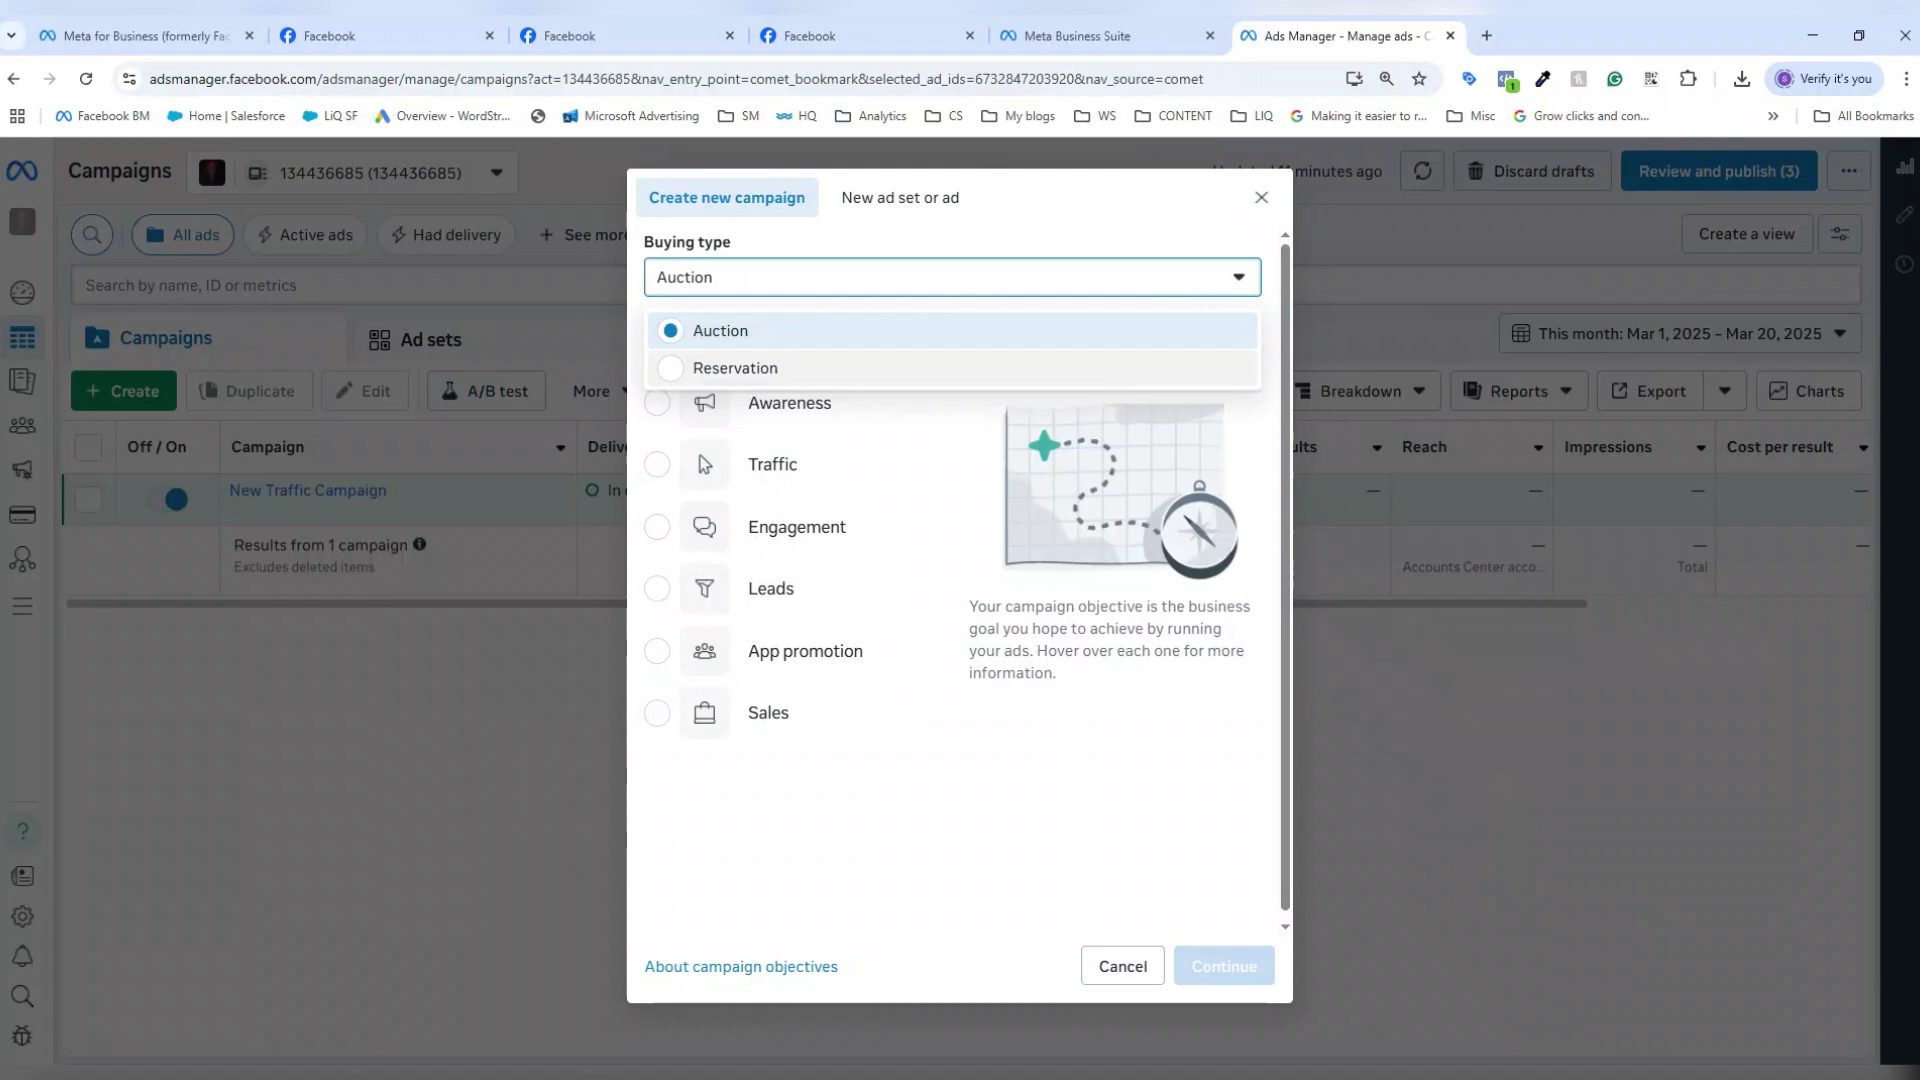 Meta for Business (formerly Fac
Facebook
Facebook
Facebook
Meta Business Suite
Ads Manager - Manage ads - C
adsmanager.facebook.com/adsmanager/manage/campaigns?act=134436685&nav_entry_point=comet_bookmark&selected_ad_ids=6732847203920&nav_source=comet
1
S
Verify it's you
Facebook BM
Home | Salesforce
LiQ SF
Overview - WordStr...
Microsoft Advertising
SM
HQ
Analytics
CS
My blogs
WS
CONTENT
LIQ
Making it easier to r...
Misc
Grow clicks and con...
All Bookmarks
Campaigns
134436685 (134436685)
minutes ago
Discard drafts
Review and publish (3)
All ads
Active ads
Had delivery
See more
Create a view
Search by name, ID or metrics
Campaigns
Ad sets
This month: Mar 1, 2025 – Mar 20, 2025
Create
Duplicate
Edit
A/B test
More
Breakdown
Reports
Export
Charts
Off / On
Campaign
Deliv
ults
Reach
Impressions
Cost per result
New Traffic Campaign
In
—
—
—
—
Results from 1 campaign
Excludes deleted items
—
Accounts Center acco...
—
Total
—
Create new campaign
New ad set or ad
Buying type
Auction
Auction
Reservation
Awareness
Traffic
Engagement
Leads
App promotion
Sales
Your campaign objective is the business
goal you hope to achieve by running
your ads. Hover over each one for more
information.
About campaign objectives
Cancel
Continue